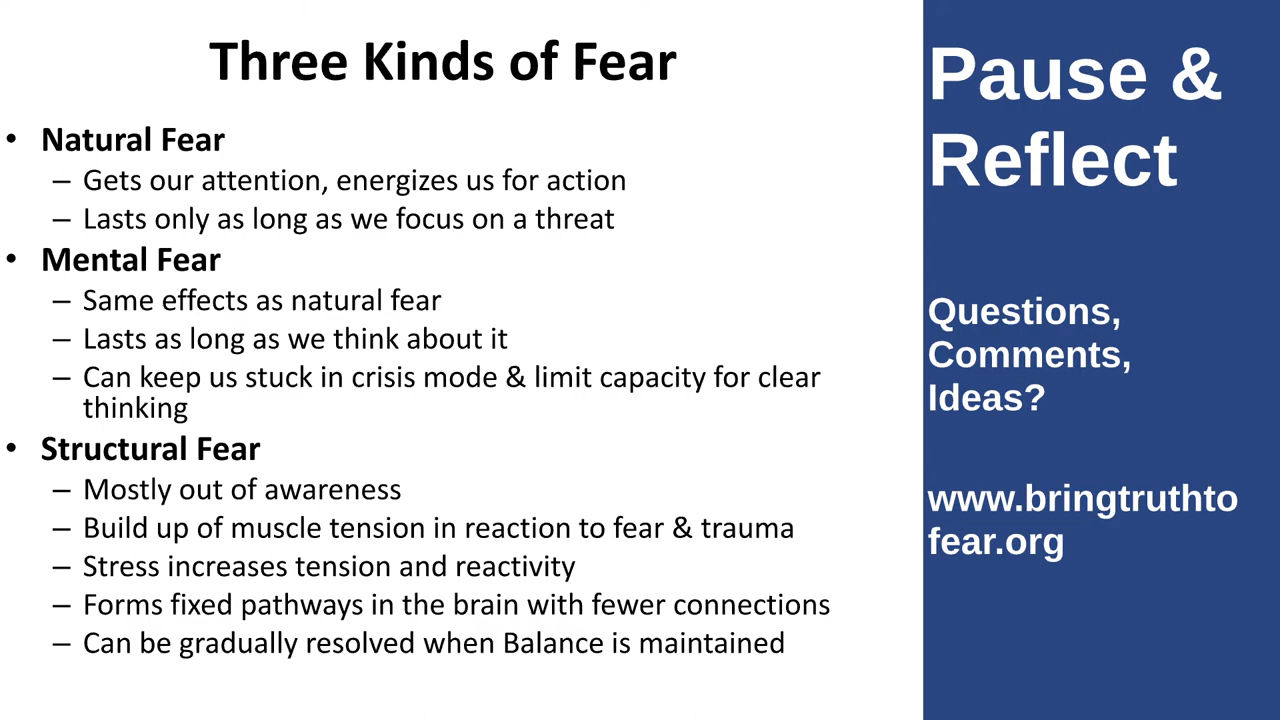 Three Kinds of Fear
• Natural Fear
– Gets our attention, energizes us for action
– Lasts only as long as we focus on a threat
• Mental Fear
– Same effects as natural fear
– Lasts as long as we think about it
– Can keep us stuck in crisis mode & limit capacity for clear
thinking
• Structural Fear
– Mostly out of awareness
– Build up of muscle tension in reaction to fear & trauma
– Stress increases tension and reactivity
– Forms fixed pathways in the brain with fewer connections
– Can be gradually resolved when Balance is maintained
Pause &
Reflect
Questions,
Comments,
Ideas?
www.bringtruthto
fear.org